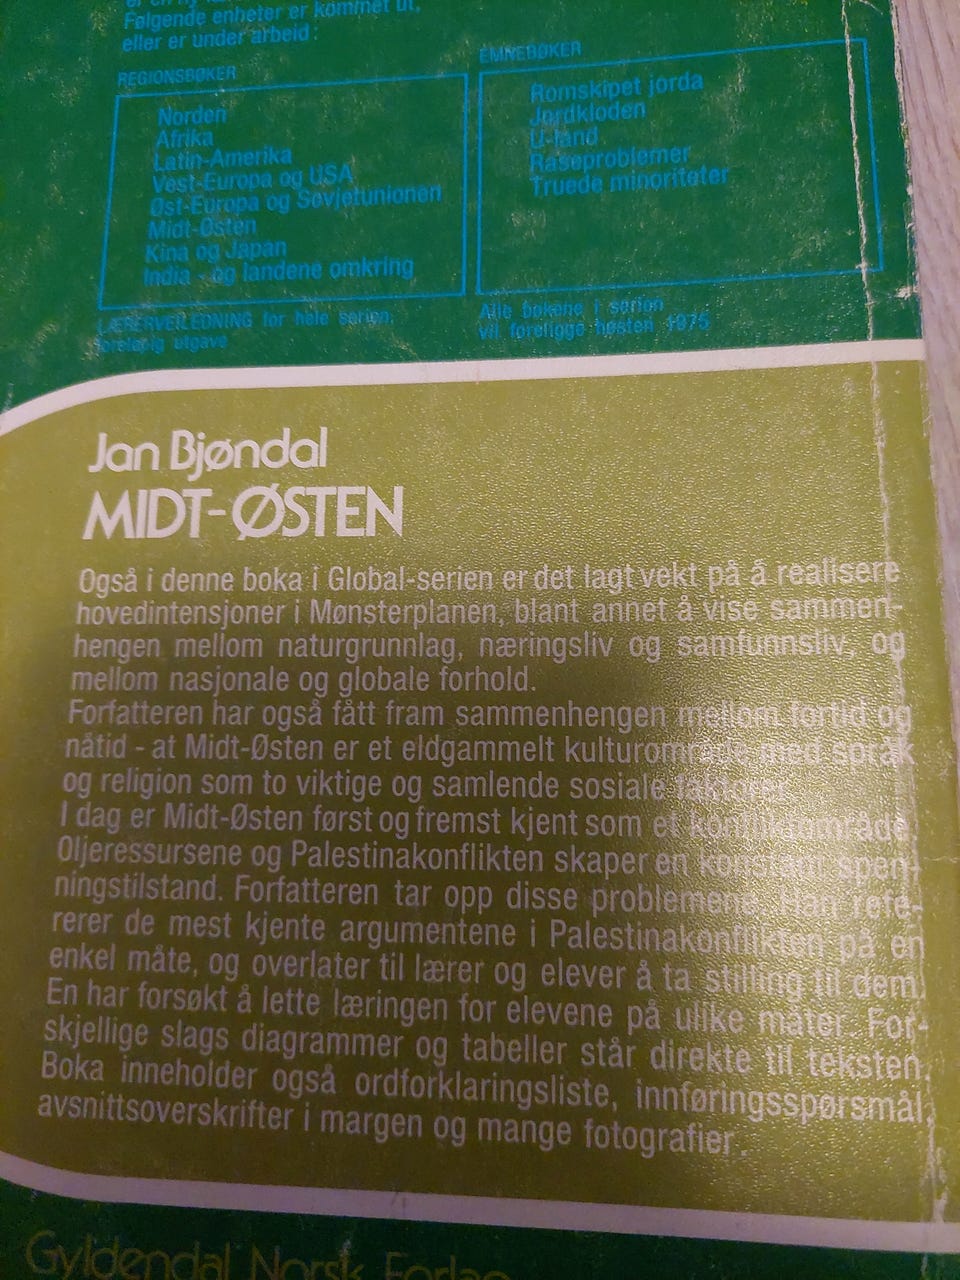 Følgende enheter er kommet ut,
eller er under arbeid:
REGIONSBØKER
Norden
Afrika
Latin-Amerika
Vest-Europa og USA
Øst-Europa og Sovjetunionen
Midt-Østen
Kina og Japan
India - og landene omkring
LÆRERVEILEDNING for hele serien,
foreløpig utgave
EMNEBØKER
Romskipet jorda
Jordkloden
U-land
Raseproblemer
Truede minoriteter
Alle bøkene i serien
vil foreligge høsten 1975
Jan Bjøndal
MIDT-ØSTEN
Også i denne boka i Global-serien er det lagt vekt på å realisere
hovedintensjoner i Mønsterplanen, blant annet å vise sammen-
hengen mellom naturgrunnlag, næringsliv og samfunnsliv, og
mellom nasjonale og globale forhold.
Forfatteren har også fått fram sammenhengen mellom fortid og
nåtid - at Midt-Østen er et eldgammelt kulturområde med språk
og religion som to viktige og samlende sosiale faktorer.
I dag er Midt-Østen først og fremst kjent som et konfliktområde.
Oljeressursene og Palestinakonflikten skaper en konstant spen-
ningstilstand. Forfatteren tar opp disse problemene. Han refe-
rerer de mest kjente argumentene i Palestinakonflikten på en
enkel måte, og overlater til lærer og elever å ta stilling til dem.
En har forsøkt å lette læringen for elevene på ulike måter. For-
skjellige slags diagrammer og tabeller står direkte til teksten.
Boka inneholder også ordforklaringsliste, innføringsspørsmål,
avsnittsoverskrifter i margen og mange fotografier.
Gyldendal Norsk Forlag